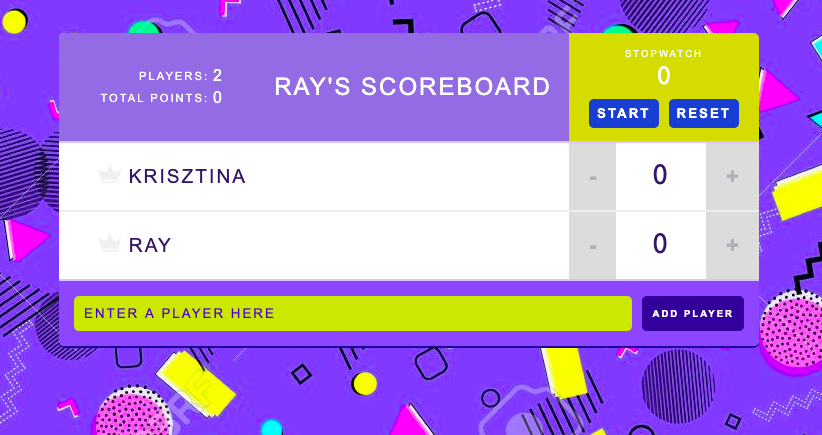 PLAYERS: 2
TOTAL POINTS: 0
RAY'S SCOREBOARD
STOPWATCH
0
START RESET
KRISZTINA - 0 +
RAY - 0 +
ENTER A PLAYER HERE ADD PLAYER